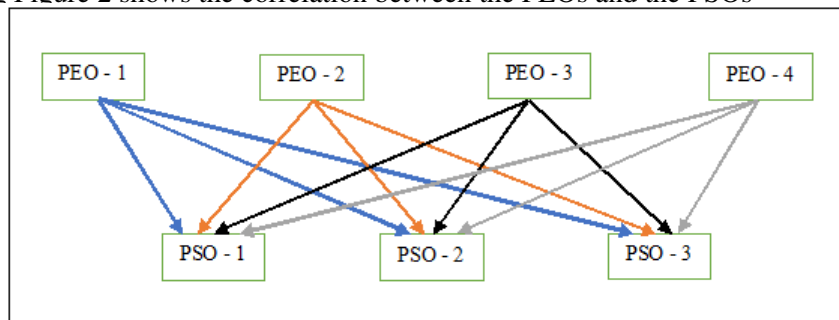 Figure 2 shows the correlation between the PEOs and the PSOs
PEO - 1
PEO - 2
PEO - 3
PEO - 4
PSO - 1
PSO - 2
PSO - 3